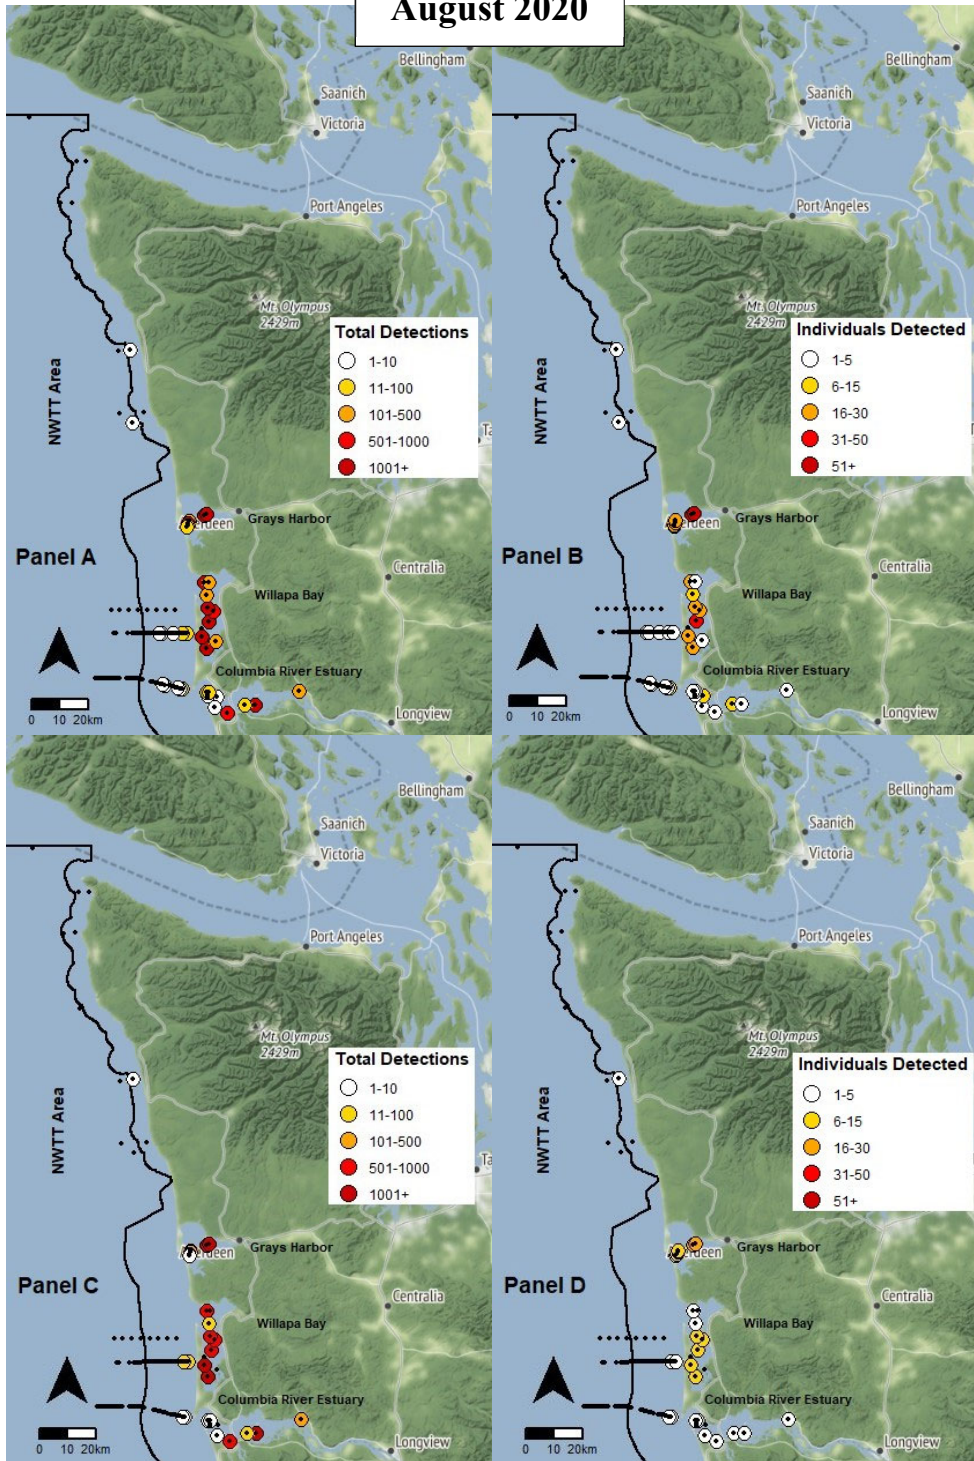 August 2020
Bellingham
Saanich
Victoria
Port Angeles
Mt. Olympus
2429m
NWTT Area
Total Detections
1-10
11-100
101-500
501-1000
1001+
Ta
Grays Harbor
Aberdeen
Panel A
Centralia
Willapa Bay
Columbia River Estuary
0 10 20km
Longview
Bellingham
Saanich
Victoria
Port Angeles
Mt. Olympus
2429m
NWTT Area
Individuals Detected
1-5
6-15
16-30
31-50
51+
Grays Harbor
Aberdeen
Panel B
Centralia
Willapa Bay
Columbia River Estuary
0 10 20km
Longview
Bellingham
Saanich
Victoria
Port Angeles
Mt. Olympus
2429m
NWTT Area
Total Detections
1-10
11-100
101-500
501-1000
1001+
Ta
Grays Harbor
Aberdeen
Panel C
Centralia
Willapa Bay
Columbia River Estuary
0 10 20km
Longview
Bellingham
Saanich
Victoria
Port Angeles
Mt. Olympus
2429m
NWTT Area
Individuals Detected
1-5
6-15
16-30
31-50
51+
Grays Harbor
Aberdeen
Panel D
Centralia
Willapa Bay
Columbia River Estuary
0 10 20km
Longview